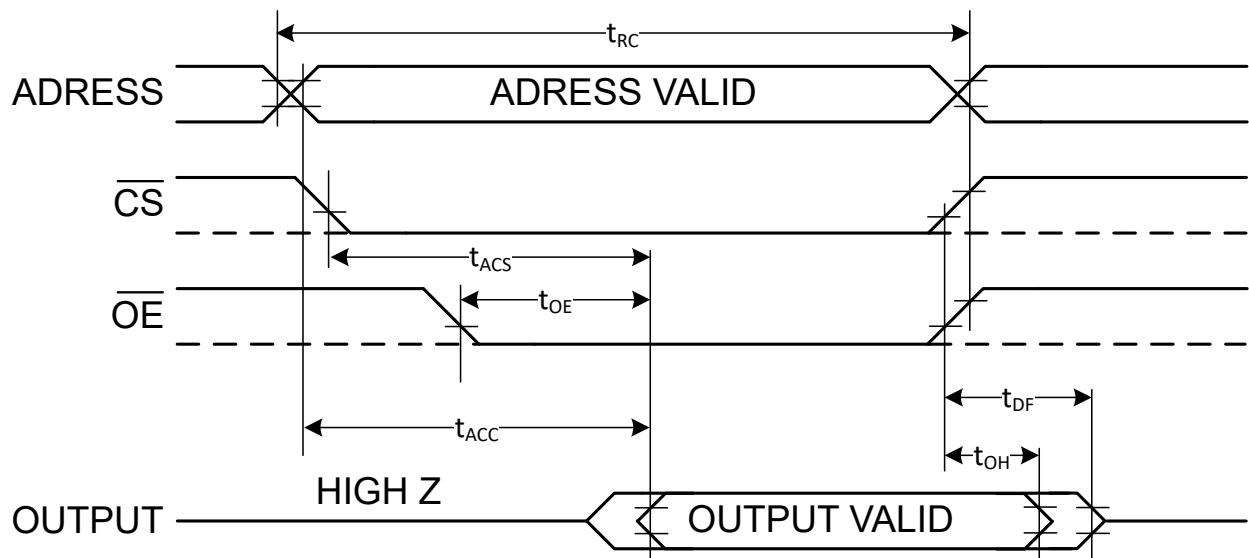 tRC
ADRESS
ADRESS VALID
CS
tACS
OE
tOE
tDF
tACC
tOH
HIGH Z
OUTPUT
OUTPUT VALID